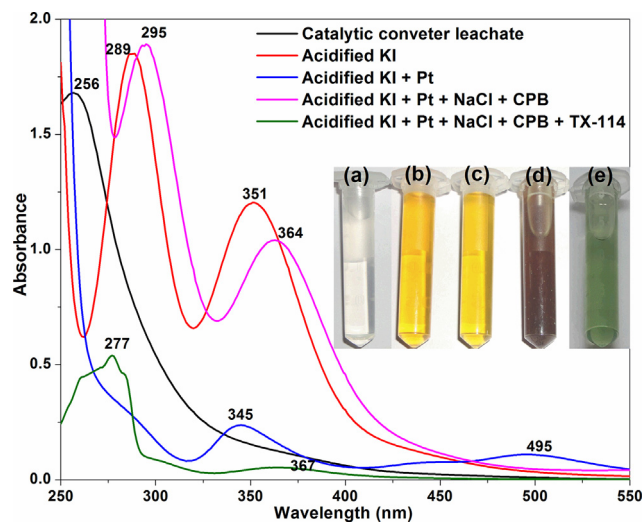 2.0
1.5
1.0
0.5
0.0
Absorbance
256
289
295
351
364
277
345
367
495
Catalytic conveter leachate
Acidified KI
Acidified KI + Pt
Acidified KI + Pt + NaCl + CPB
Acidified KI + Pt + NaCl + CPB + TX-114
(a) (b) (c) (d) (e)
250 300 350 400 450 500 550
Wavelength (nm)